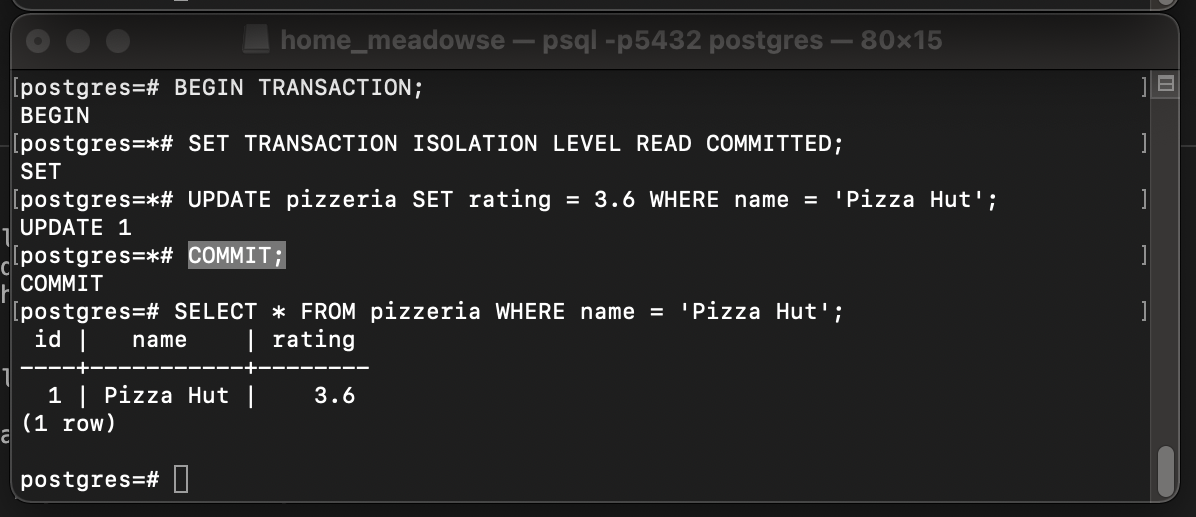 home_meadowse — psql -p5432 postgres — 80×15
[postgres=# BEGIN TRANSACTION; ]
BEGIN
[postgres=*# SET TRANSACTION ISOLATION LEVEL READ COMMITTED; ]
SET
[postgres=*# UPDATE pizzeria SET rating = 3.6 WHERE name = 'Pizza Hut'; ]
UPDATE 1
[postgres=*# COMMIT; ]
COMMIT
[postgres=# SELECT * FROM pizzeria WHERE name = 'Pizza Hut'; ]
 id |   name    | rating
----+-----------+--------
  1 | Pizza Hut |    3.6
(1 row)
postgres=#